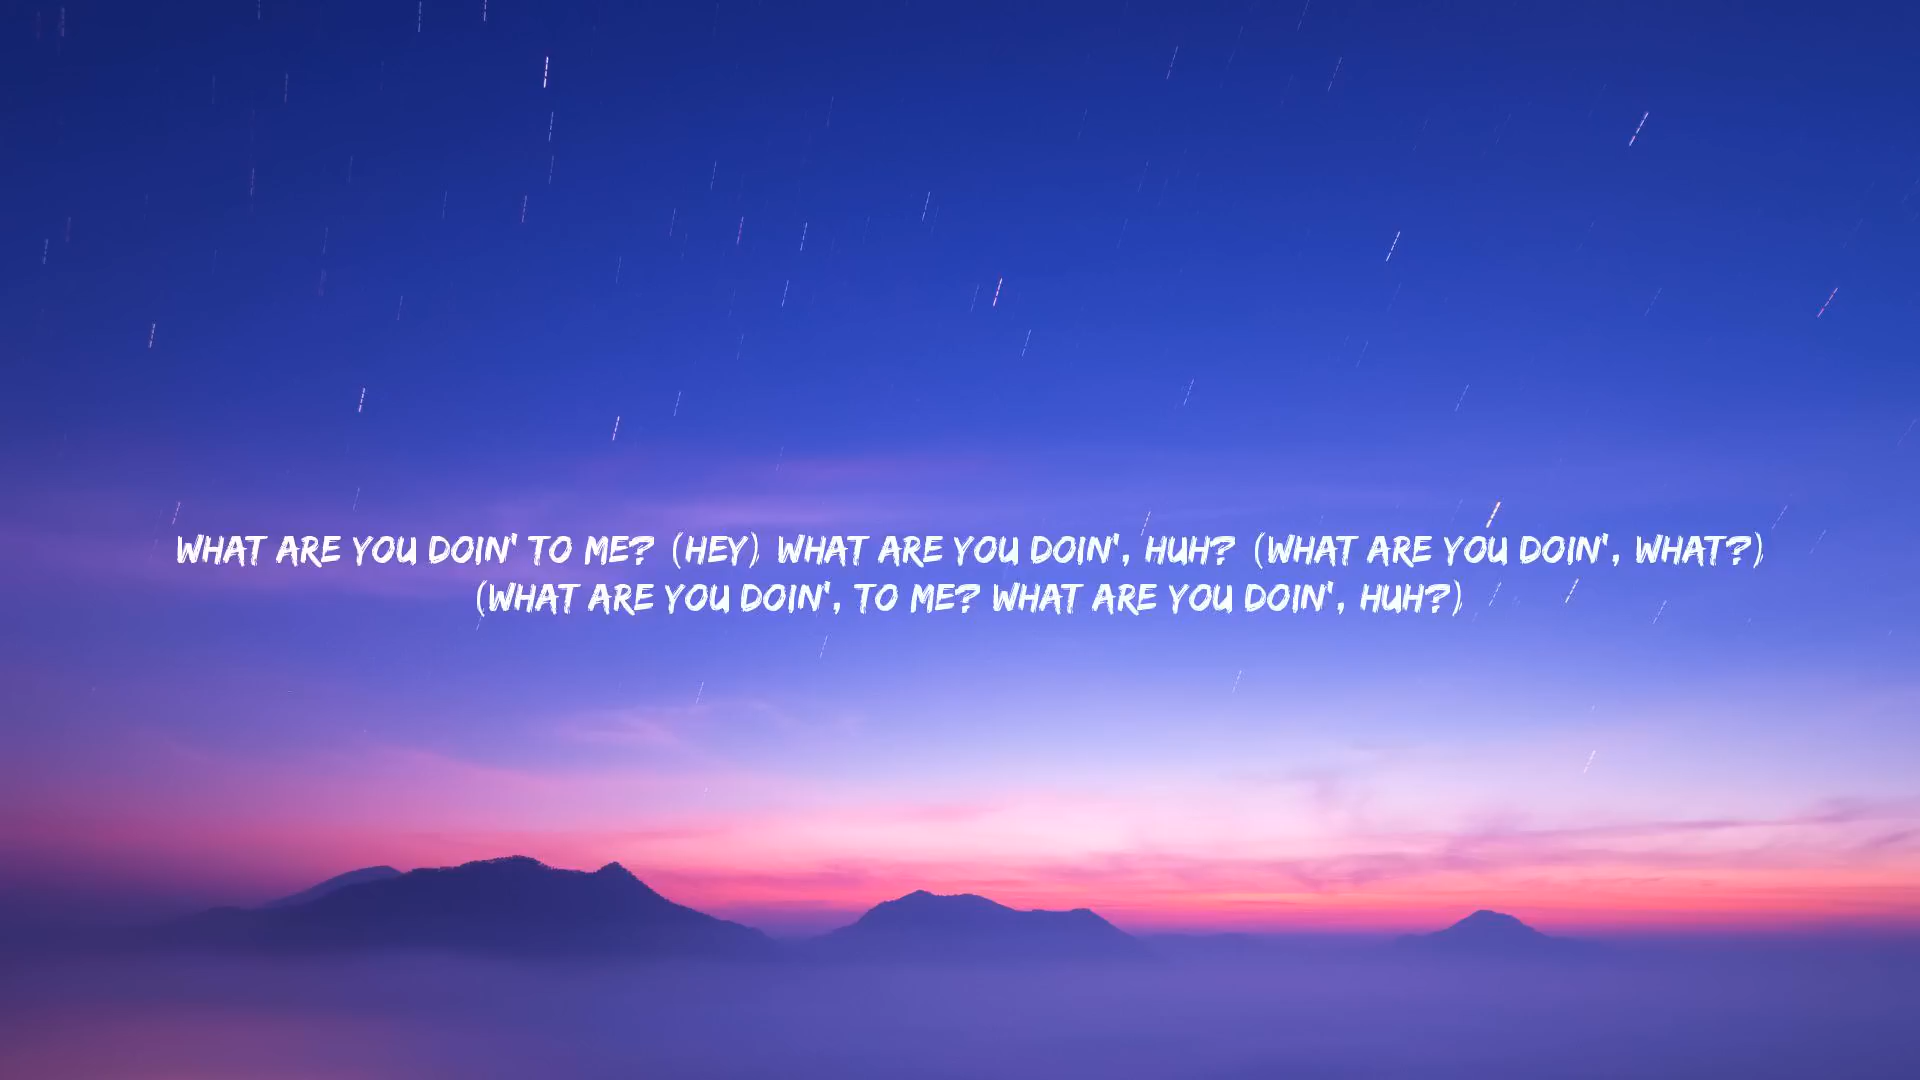 WHAT ARE YOU DOIN' TO ME? (HEY) WHAT ARE YOU DOIN', HUH? (WHAT ARE YOU DOIN', WHAT?)
(WHAT ARE YOU DOIN', TO ME? WHAT ARE YOU DOIN', HUH?)